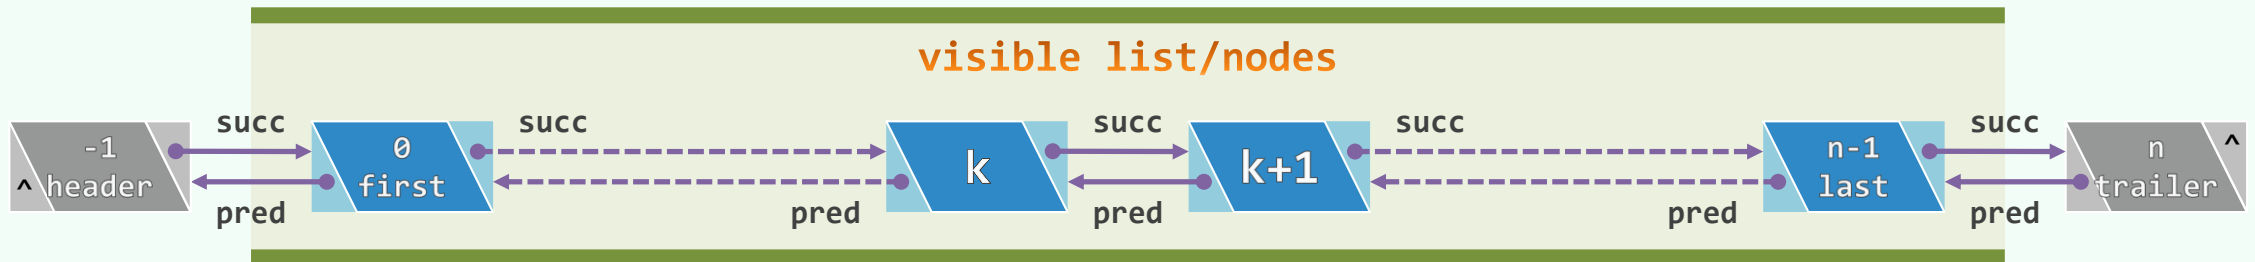 visible list/nodes
succ succ succ succ succ
-1 0 k k+1 n-1 n ^
^ header first last trailer
pred pred pred pred pred